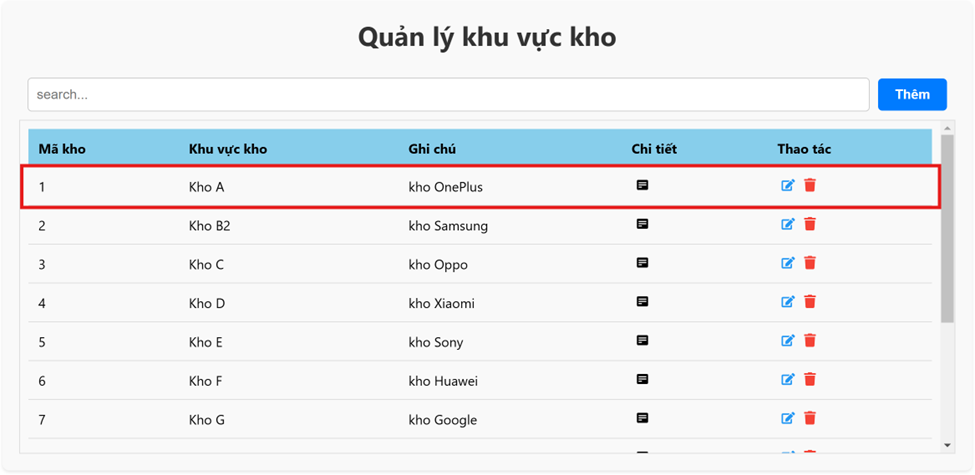 Quản lý khu vực kho
search...
Thêm
Mã kho Khu vực kho Ghi chú Chi tiết Thao tác
1 Kho A kho OnePlus
2 Kho B2 kho Samsung
3 Kho C kho Oppo
4 Kho D kho Xiaomi
5 Kho E kho Sony
6 Kho F kho Huawei
7 Kho G kho Google